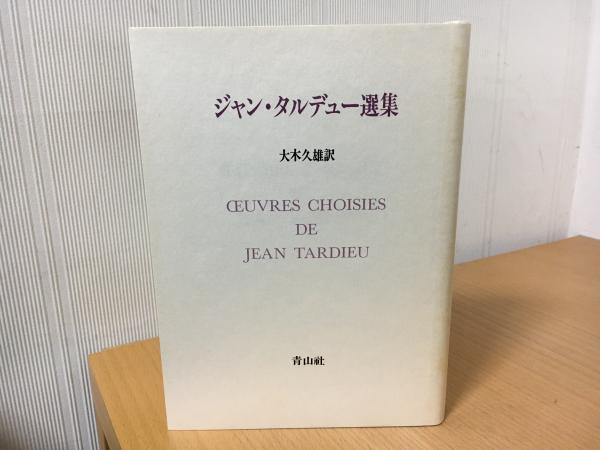 ジャン・タルデュー選集
大木久雄訳
ŒUVRES CHOISIES
DE
JEAN TARDIEU
青山社